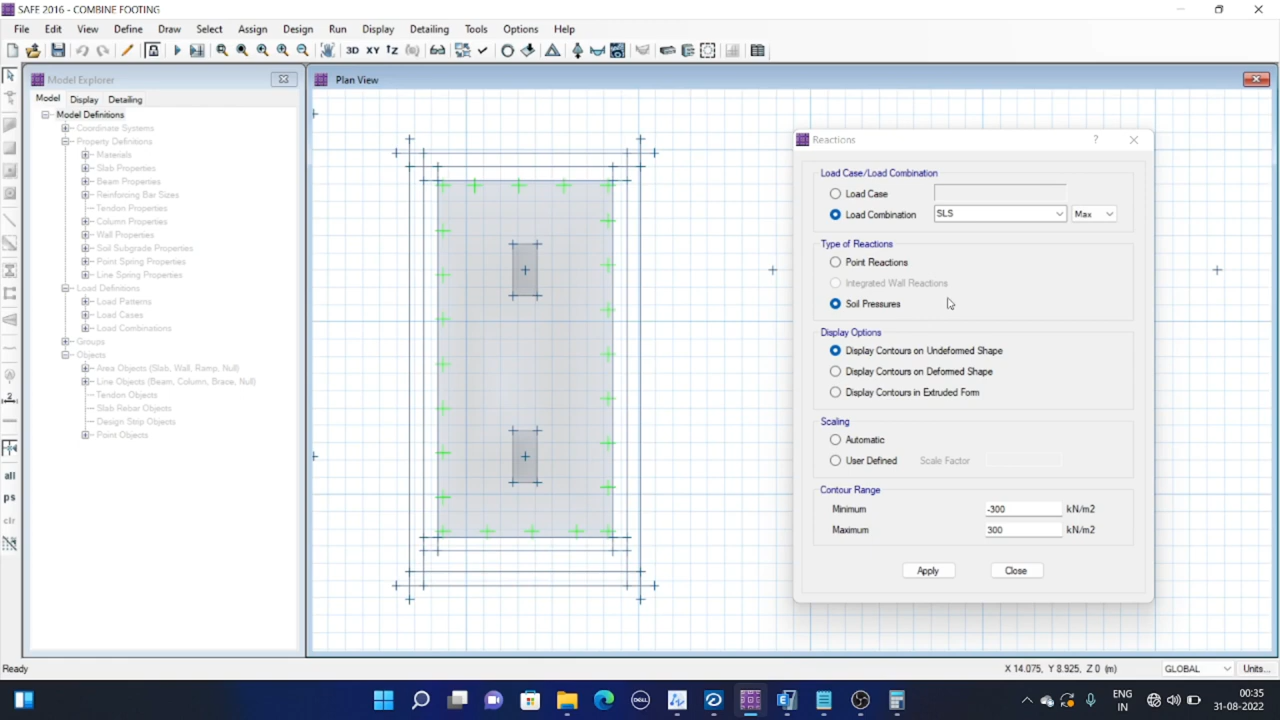 SAFE 2016 - COMBINE FOOTING
File Edit View Define Draw Select Assign Design Run Display Detailing Tools Options Help
3D XY
Model Explorer
Plan View
Model Display Detailing
Model Definitions
Coordinate Systems
Property Definitions
Materials
Slab Properties
Beam Properties
Reinforcing Bar Sizes
Tendon Properties
Column Properties
Wall Properties
Soil Subgrade Properties
Point Spring Properties
Line Spring Properties
Load Definitions
Load Patterns
Load Cases
Load Combinations
Groups
Objects
Area Objects (Slab, Wall, Ramp, Null)
Line Objects (Beam, Column, Brace, Null)
Tendon Objects
Slab Rebar Objects
Design Strip Objects
Point Objects
all
ps
clr
Reactions ?
Load Case/Load Combination
Load Case
Load Combination SLS Max
Type of Reactions
Point Reactions
Integrated Wall Reactions
Soil Pressures
Display Options
Display Contours on Undeformed Shape
Display Contours on Deformed Shape
Display Contours in Extruded Form
Scaling
Automatic
User Defined Scale Factor
Contour Range
Minimum -300 kN/m2
Maximum 300 kN/m2
Apply Close
Ready X 14.075, Y 8.925, Z 0 (m) GLOBAL Units...
DELL
ENG
IN
00:35
31-08-2022